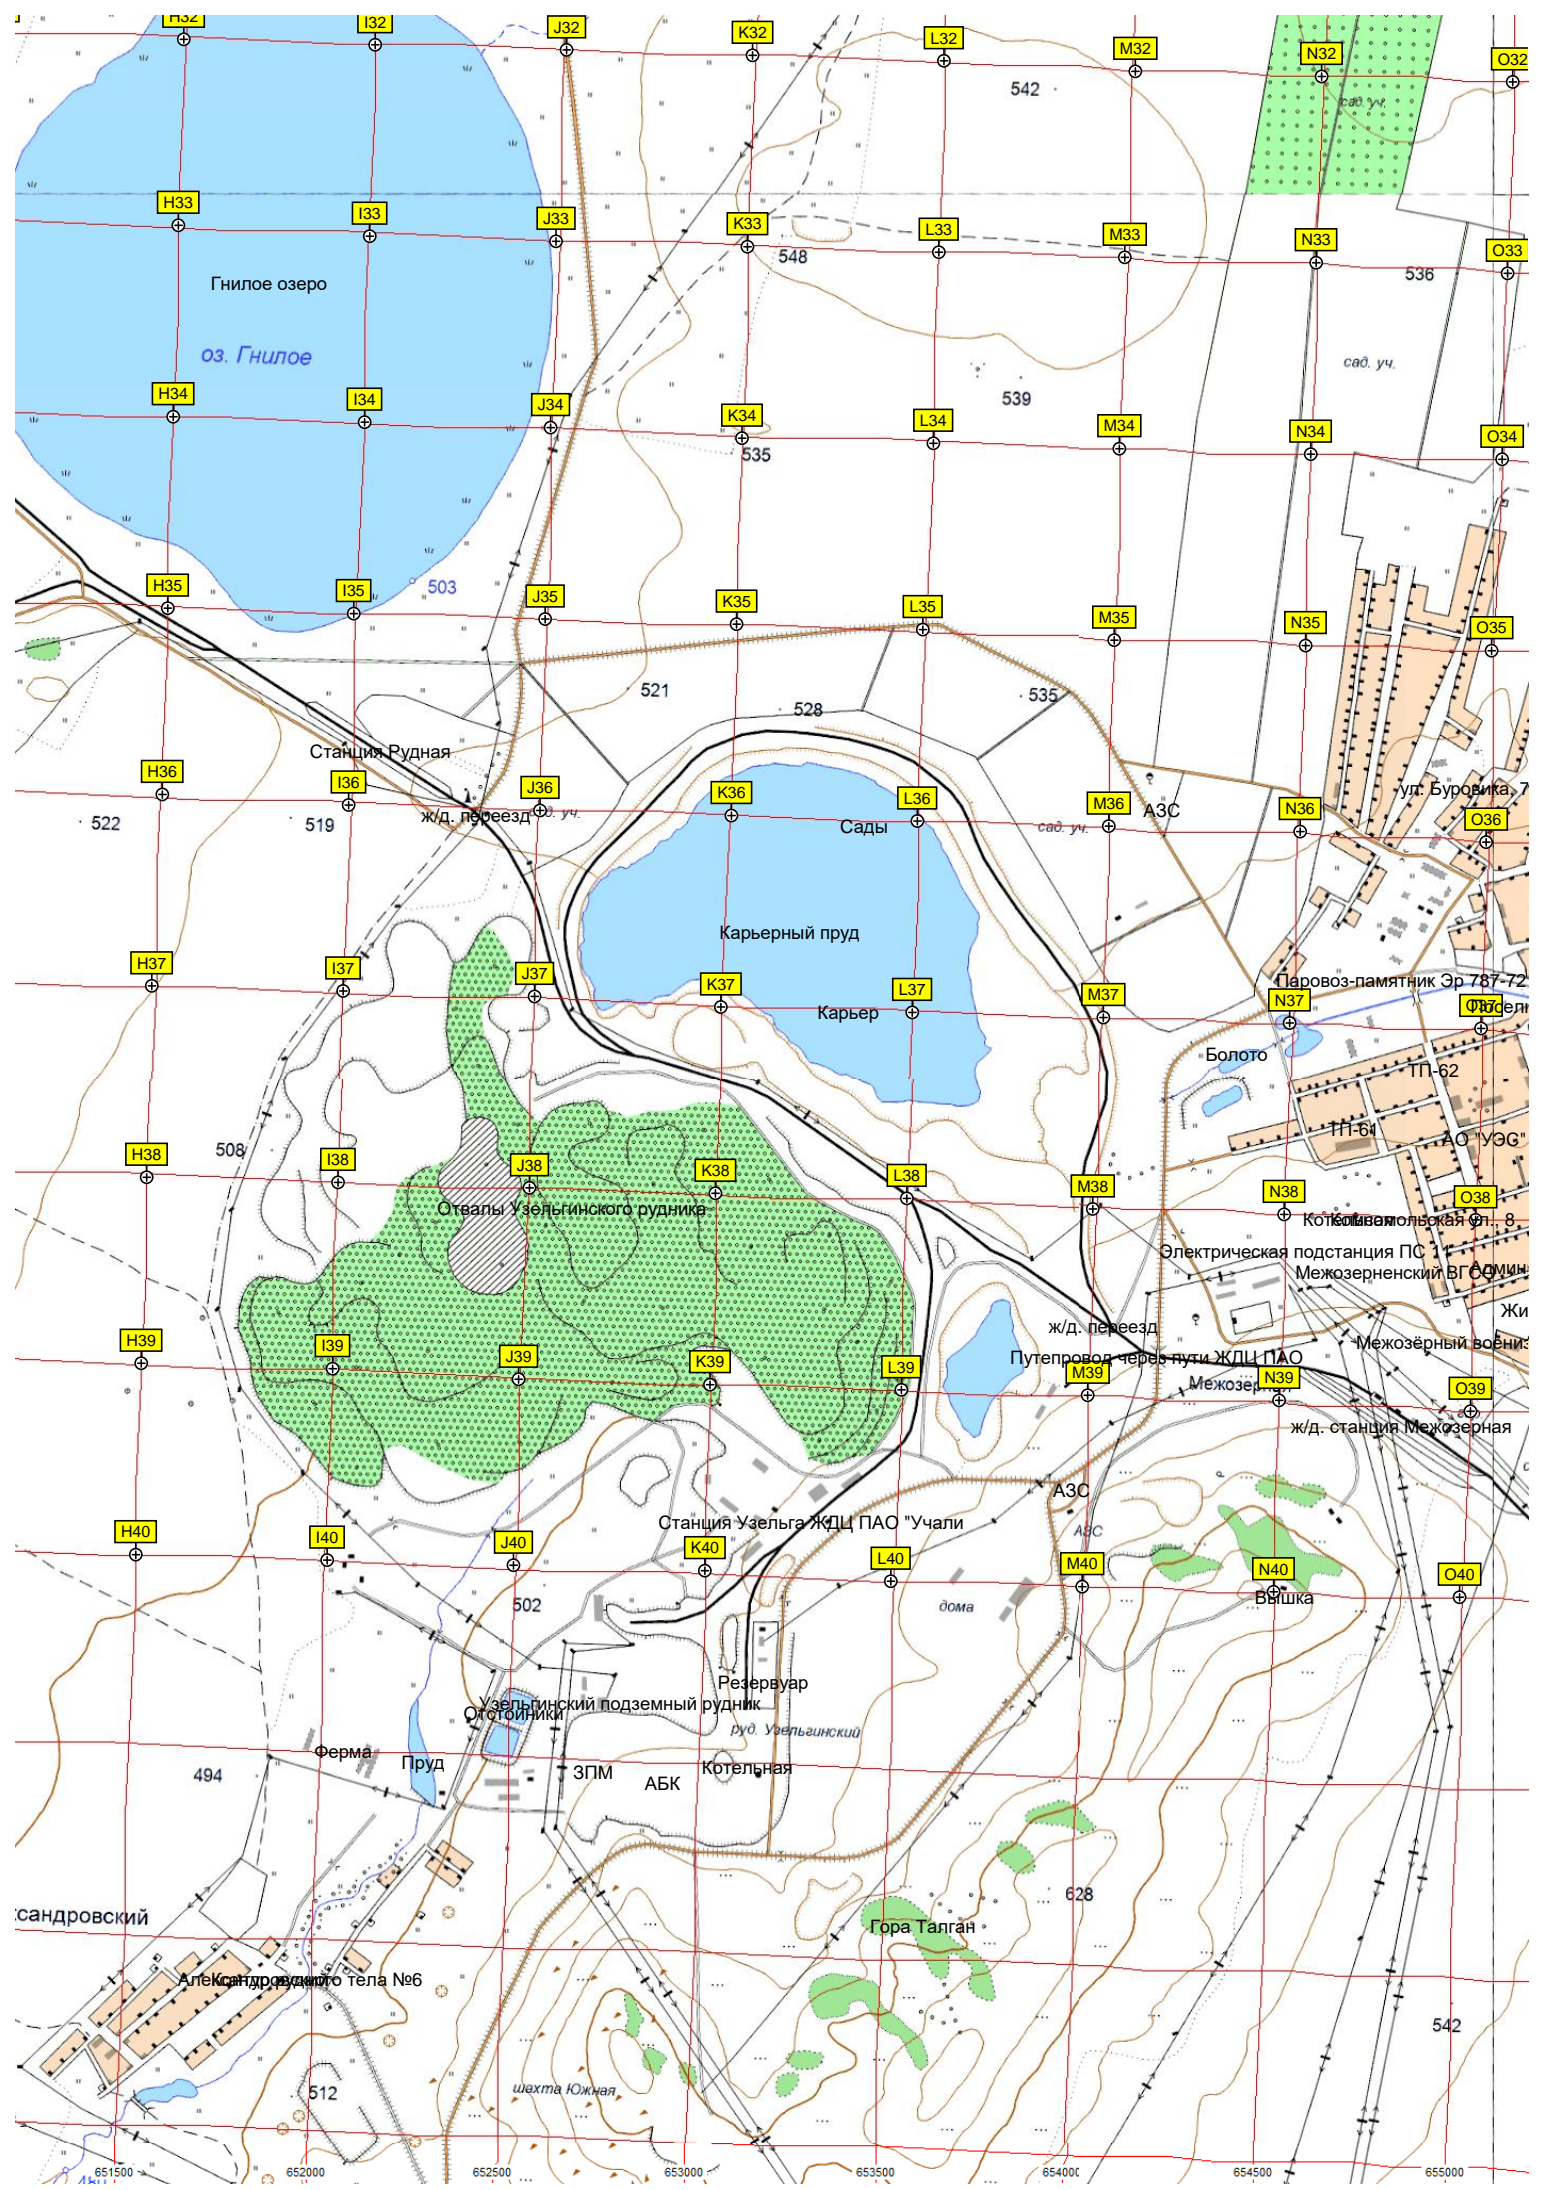 H32 I32 J32 K32 L32 M32 N32 O32
542
сад. уч.
H33 I33 J33 K33 L33 M33 N33 O33
548
536
Гнилое озеро
оз. Гнилое
сад. уч.
539
H34 I34 J34 K34 L34 M34 N34 O34
535
503
H35 I35 J35 K35 L35 M35 N35 O35
521
528
535
Станция Рудная
H36 I36 J36 K36 L36 M36 N36 O36
ул. Буровика, 7
АЗС
522
519
ж/д. переезд
Сады
сад. уч.
Карьерный пруд
H37 I37 J37 K37 L37 M37 N37
Паровоз-памятник Эр 787-72
Карьер
Болото
ТП-62
ТП-61
АО "УЭС"
508
H38 I38 J38 K38 L38 M38 N38 O38
Отвалы Узельгинского рудника
Электрическая подстанция ПС 11
Межозерненский ВГСО
Жи
ж/д. переезд
Межозёрный воениз
Путепровод через пути ЖДЦ ПАО
H39 I39 J39 K39 L39 M39 N39 O39
Межозерная
ж/д. станция Межозерная
АЗС
АЗС
Станция Узельга ЖДЦ ПАО "Учали
H40 I40 J40 K40 L40 M40 N40 O40
502
дома
Вышка
Резервуар
Узельгинский подземный рудник
Отстойники
руд. Узельгинский
Ферма
Пруд
494
ЗПМ
АБК
Котельная
628
сандровский
Гора Талган
542
512
шахта Южная
651500 652000 652500 653000 653500 654000 654500 655000